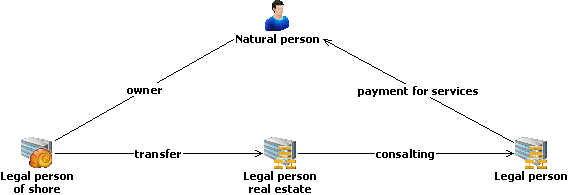 Natural person
owner
payment for services
transfer
consalting
Legal person
of shore
Legal person
real estate
Legal person